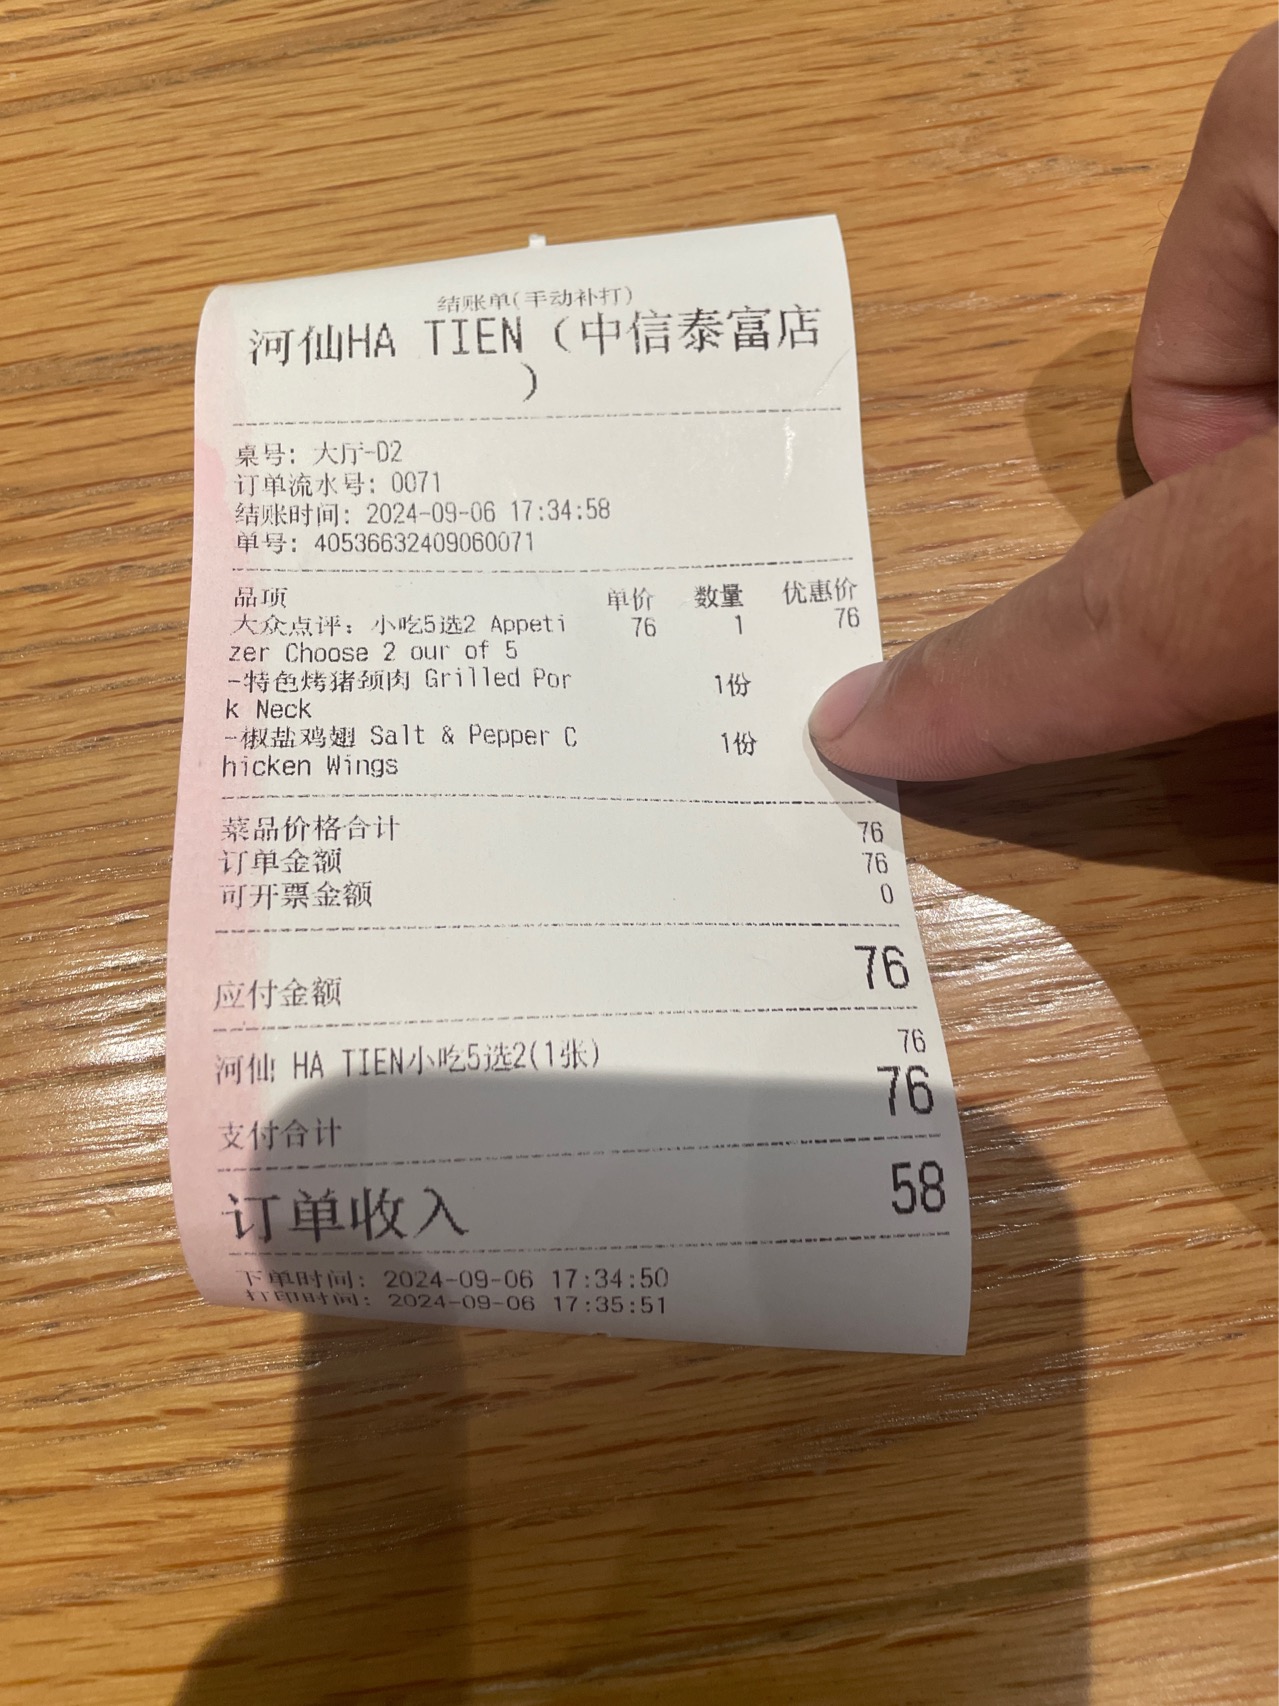 结账单(手动补打)
河仙HA TIEN（中信泰富店
）
桌号: 大厅-D2
订单流水号: 0071
结账时间: 2024-09-06 17:34:58
单号: 40536632409060071
品项 单价 数量 优惠价
大众点评: 小吃5选2 Appeti 76 1 76
zer Choose 2 our of 5
-特色烤猪颈肉 Grilled Por 1份
k Neck
-椒盐鸡翅 Salt & Pepper C 1份
hicken Wings
菜品价格合计 76
订单金额 76
可开票金额 0
应付金额 76
河仙 HA TIEN小吃5选2(1张) 76
支付合计 76
订单收入 58
下单时间: 2024-09-06 17:34:50
打印时间: 2024-09-06 17:35:51